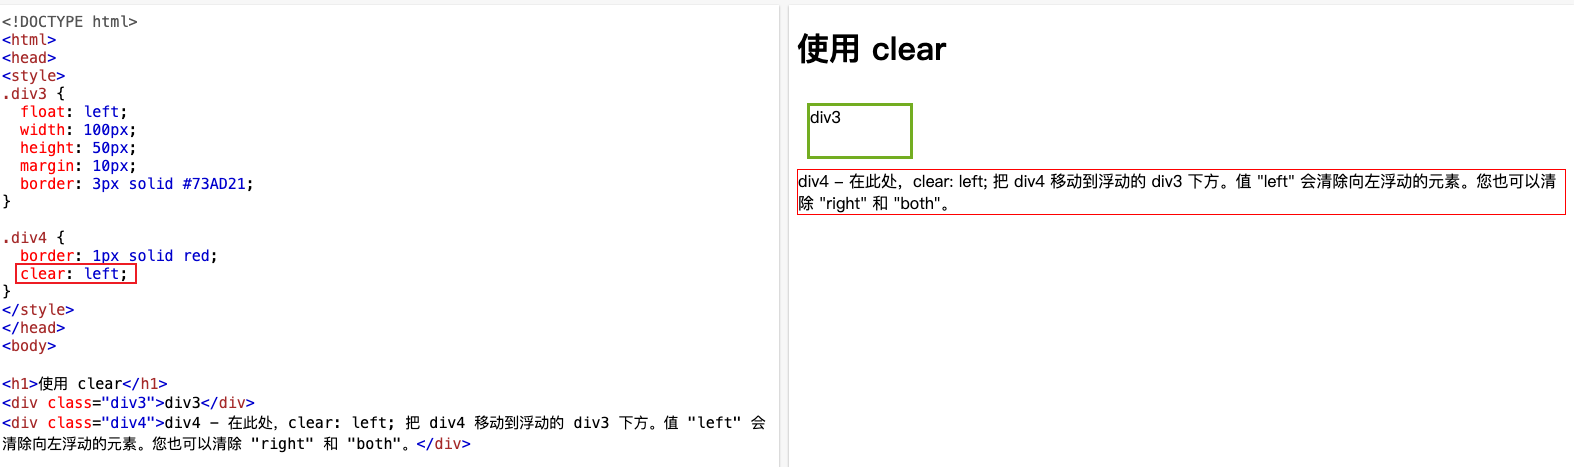 <!DOCTYPE html>
<html>
<head>
<style>
.div3 {
  float: left;
  width: 100px;
  height: 50px;
  margin: 10px;
  border: 3px solid #73AD21;
}
.div4 {
  border: 1px solid red;
  clear: left;
}
</style>
</head>
<body>
<h1>使用 clear</h1>
<div class="div3">div3</div>
<div class="div4">div4 - 在此处，clear: left; 把 div4 移动到浮动的 div3 下方。值 "left" 会
清除向左浮动的元素。您也可以清除 "right" 和 "both"。</div>
使用 clear
div3
div4 - 在此处，clear: left; 把 div4 移动到浮动的 div3 下方。值 "left" 会清除向左浮动的元素。您也可以清
除 "right" 和 "both"。